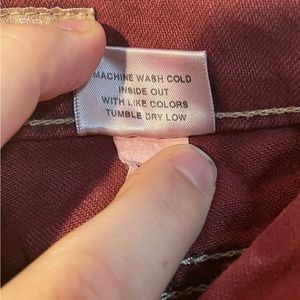 MACHINE WASH COLD
INSIDE OUT
WITH LIKE COLORS
TUMBLE DRY LOW